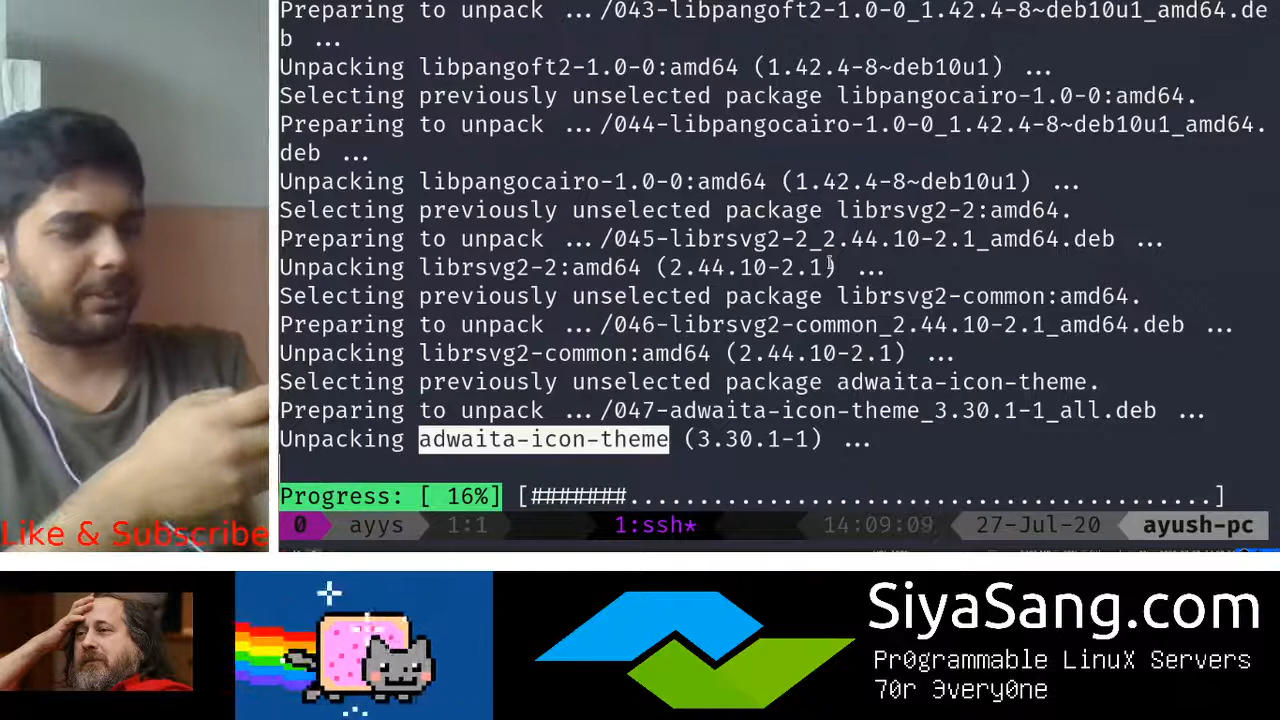 Preparing to unpack .../043-libpangoft2-1.0-0_1.42.4-8~deb10u1_amd64.de
b ...
Unpacking libpangoft2-1.0-0:amd64 (1.42.4-8~deb10u1) ...
Selecting previously unselected package libpangocairo-1.0-0:amd64.
Preparing to unpack .../044-libpangocairo-1.0-0_1.42.4-8~deb10u1_amd64.
deb ...
Unpacking libpangocairo-1.0-0:amd64 (1.42.4-8~deb10u1) ...
Selecting previously unselected package librsvg2-2:amd64.
Preparing to unpack .../045-librsvg2-2_2.44.10-2.1_amd64.deb ...
Unpacking librsvg2-2:amd64 (2.44.10-2.1) ...
Selecting previously unselected package librsvg2-common:amd64.
Preparing to unpack .../046-librsvg2-common_2.44.10-2.1_amd64.deb ...
Unpacking librsvg2-common:amd64 (2.44.10-2.1) ...
Selecting previously unselected package adwaita-icon-theme.
Preparing to unpack .../047-adwaita-icon-theme_3.30.1-1_all.deb ...
Unpacking adwaita-icon-theme (3.30.1-1) ...
Progress: [ 16%] [#######..........................................]
0 ayys 1:1 1:ssh* 14:09:09 27-Jul-20 ayush-pc
Like & Subscribe
SiyaSang.com
Pr0grammable LinuX Servers
70r 3very0ne